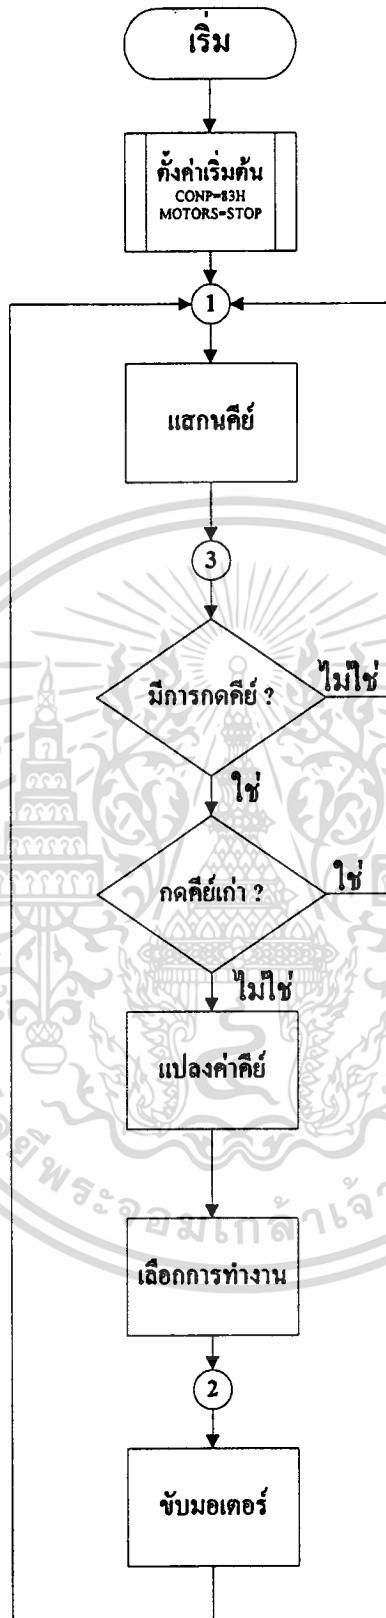 เริ่ม
ตั้งค่าเริ่มต้น
CONP=83H
MOTORS=STOP
1
แสกนคีย์
3
มีการกดคีย์ ?
ไม่ใช่
ใช่
กดคีย์เก่า ?
ใช่
ไม่ใช่
แปลงค่าคีย์
เลือกการทำงาน
2
ขับมอเตอร์